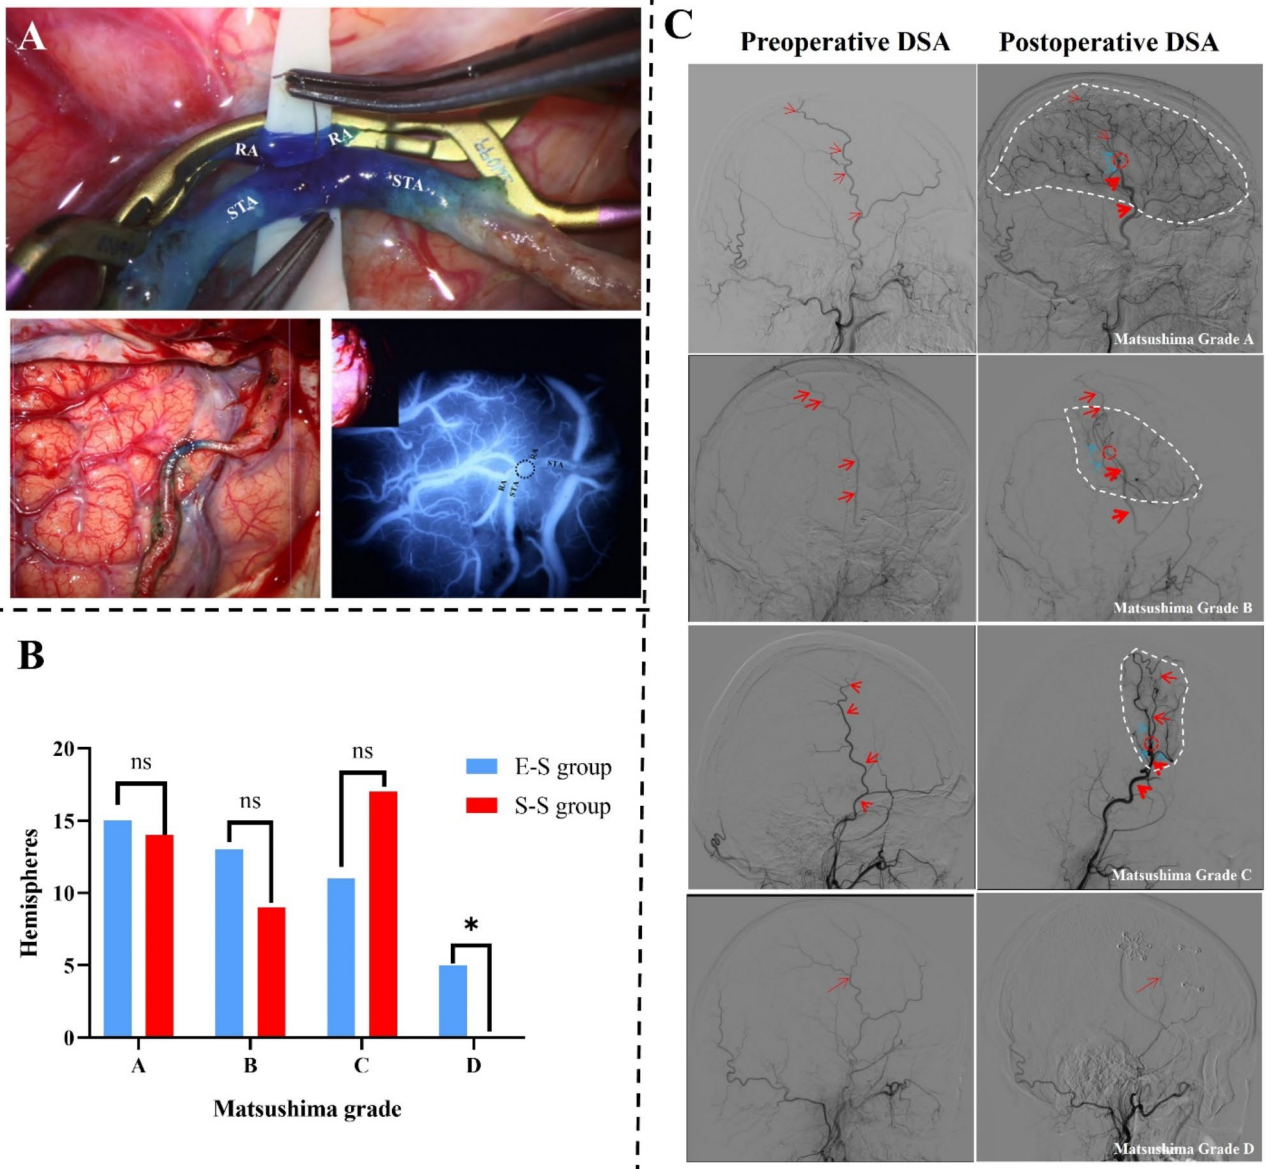 A
RA
RA
STA
STA
RA
STA
RA
STA
B
20
15
10
5
0
Hemispheres
ns
ns
ns
*
E-S group
S-S group
A
B
C
D
Matsushima grade
C
Preoperative DSA
Postoperative DSA
Matsushima Grade A
Matsushima Grade B
Matsushima Grade C
Matsushima Grade D